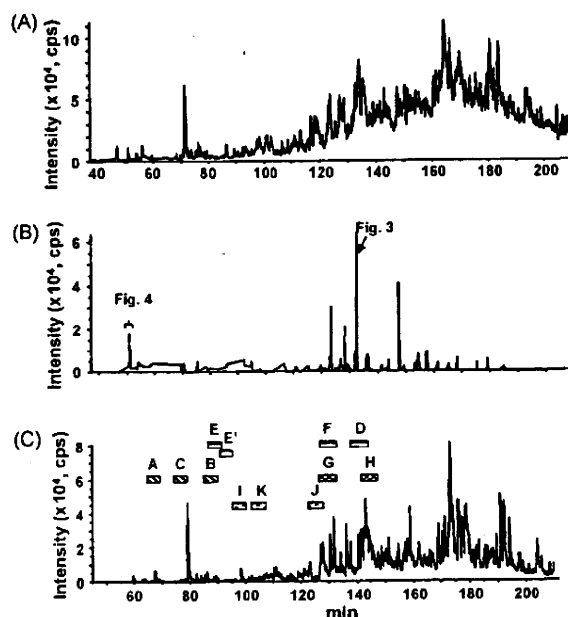 (A)
Intensity (x10⁴, cps)
10
5
0
40 60 80 100 120 140 160 180 200
(B)
Intensity (x10⁴, cps)
6
4
2
0
Fig. 3
Fig. 4
(C)
Intensity (x10⁴, cps)
8
6
4
2
0
E F D
E'
A C B G H
I K J
60 80 100 120 140 160 180 200
min